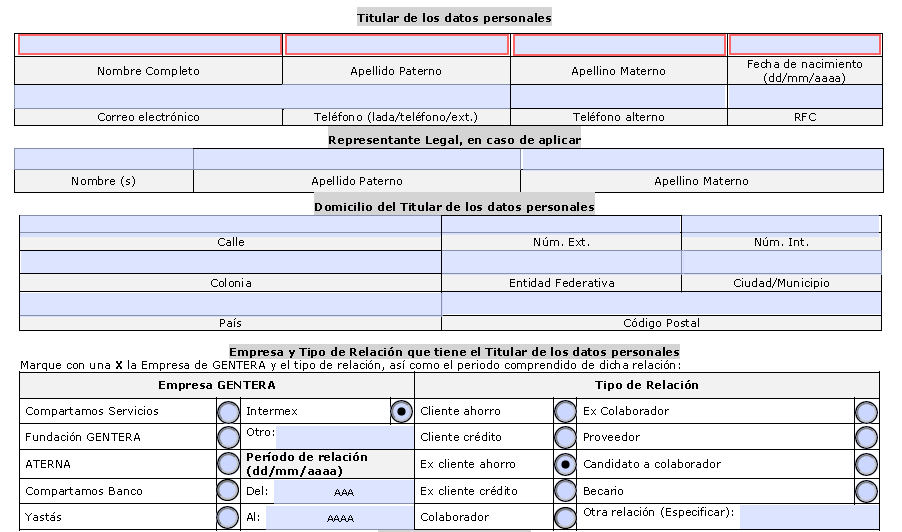 Titular de los datos personales
Nombre Completo Apellido Paterno Apellino Materno Fecha de nacimiento (dd/mm/aaaa)
Correo electrónico Teléfono (lada/teléfono/ext.) Teléfono alterno RFC
Representante Legal, en caso de aplicar
Nombre (s) Apellido Paterno Apellino Materno
Domicilio del Titular de los datos personales
Calle Núm. Ext. Núm. Int.
Colonia Entidad Federativa Ciudad/Municipio
País Código Postal
Empresa y Tipo de Relación que tiene el Titular de los datos personales
Marque con una X la Empresa de GENTERA y el tipo de relación, así como el periodo comprendido de dicha relación:
Empresa GENTERA Tipo de Relación
Compartamos Servicios Intermex Cliente ahorro Ex Colaborador
Fundación GENTERA Otro: Cliente crédito Proveedor
ATERNA Período de relación (dd/mm/aaaa) Ex cliente ahorro Candidato a colaborador
Compartamos Banco Del: AAA Ex cliente crédito Becario
Yastás Al: AAAA Colaborador Otra relación (Especificar):